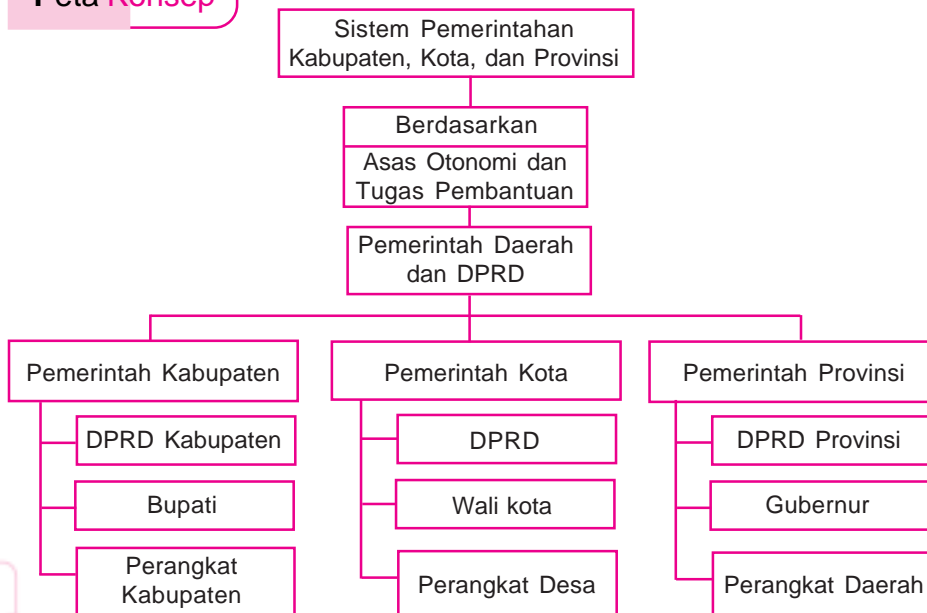 Peta Konsep
Sistem Pemerintahan
Kabupaten, Kota, dan Provinsi
Berdasarkan
Asas Otonomi dan
Tugas Pembantuan
Pemerintah Daerah
dan DPRD
Pemerintah Kabupaten
DPRD Kabupaten
Bupati
Perangkat
Kabupaten
Pemerintah Kota
DPRD
Wali kota
Perangkat Desa
Pemerintah Provinsi
DPRD Provinsi
Gubernur
Perangkat Daerah